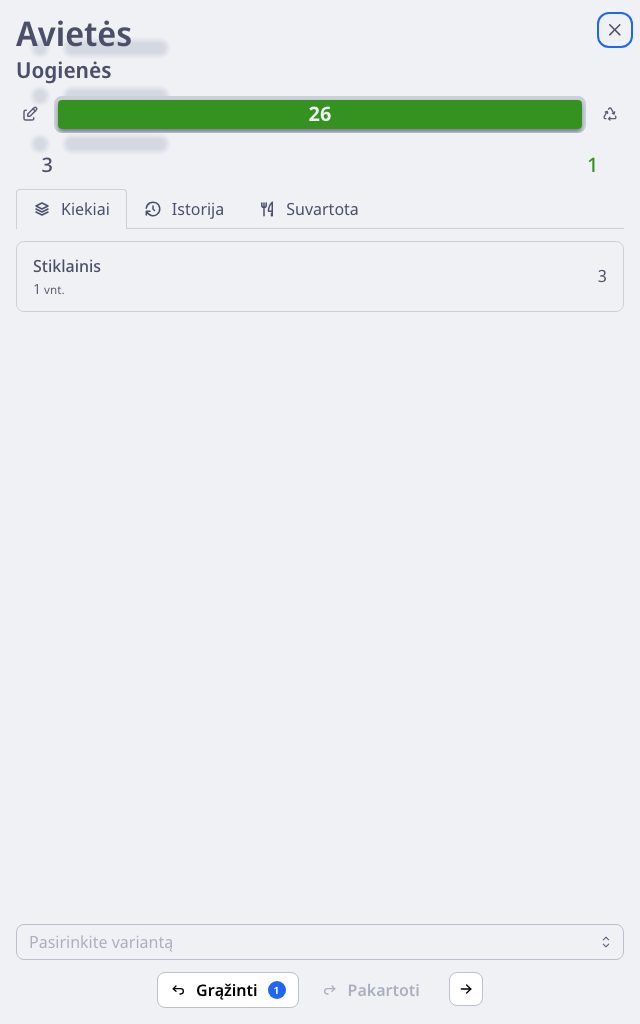 Avietės
Uogienės
26
3
1
Kiekiai
Istorija
Suvartota
Stiklainis
1 vnt.
3
Pasirinkite variantą
Grąžinti 1
Pakartoti